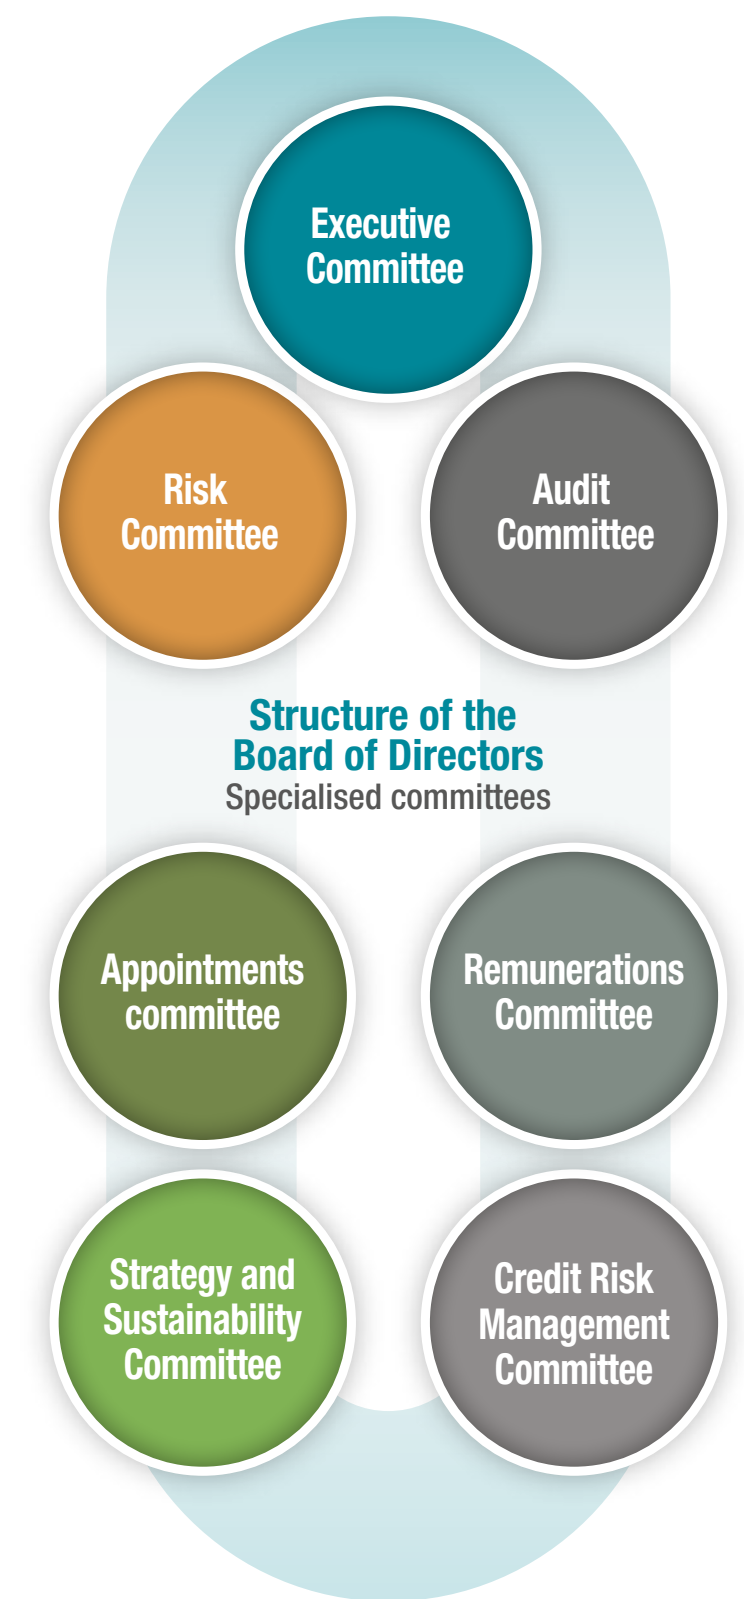 Executive
Committee
Risk
Committee
Audit
Committee
Structure of the
Board of Directors
Specialised committees
Appointments
committee
Remunerations
Committee
Strategy and
Sustainability
Committee
Credit Risk
Management
Committee